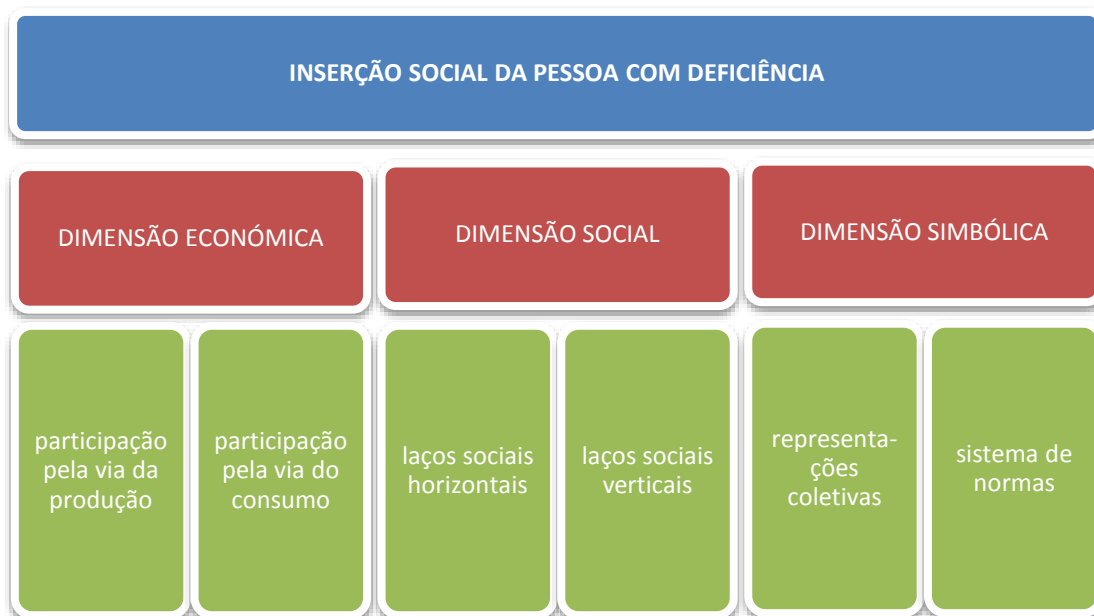 INSERÇÃO SOCIAL DA PESSOA COM DEFICIÊNCIA
DIMENSÃO ECONÓMICA
DIMENSÃO SOCIAL
DIMENSÃO SIMBÓLICA
participação
pela via da
produção
participação
pela via do
consumo
laços sociais
horizontais
laços sociais
verticais
representa-
ções
coletivas
sistema de
normas